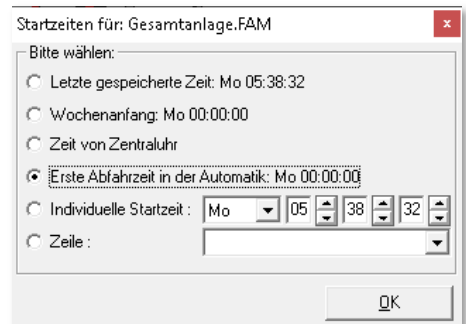 Startzeiten für: Gesamtanlage.FAM
x
Bitte wählen:
Letzte gespeicherte Zeit: Mo 05:38:32
Wochenanfang: Mo 00:00:00
Zeit von Zentraluhr
Erste Abfahrzeit in der Automatik: Mo 00:00:00
Individuelle Startzeit : Mo 05 38 32
Zeile :
OK